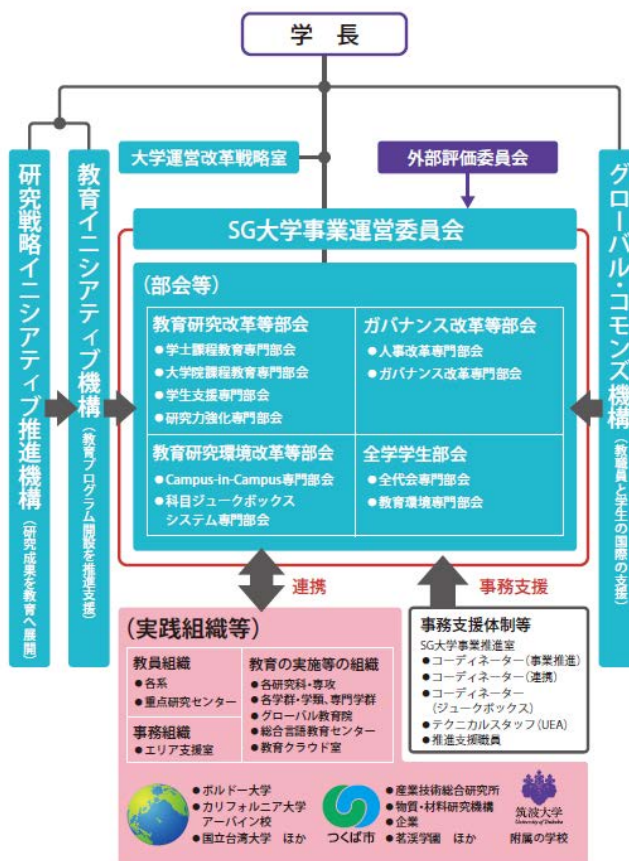 学 長
大学運営改革戦略室
外部評価委員会
研究戦略イニシアティブ推進機構(研究成果を教育へ展開)
教育イニシアティブ機構(教育プログラム開設を推進支援)
グローバル・コモンズ機構(教職員と学生の国際の支援)
SG大学事業運営委員会
(部会等)
教育研究改革等部会
●学士課程教育専門部会
●大学院課程教育専門部会
●学生支援専門部会
●研究力強化専門部会
ガバナンス改革等部会
●人事改革専門部会
●ガバナンス改革専門部会
教育研究環境改革等部会
●Campus-in-Campus専門部会
●科目ジュークボックス
システム専門部会
全学学生部会
●全代会専門部会
●教育環境専門部会
連携
事務支援
(実践組織等)
教員組織
●各系
●重点研究センター
事務組織
●エリア支援室
教育の実施等の組織
●各研究科・専攻
●各学群・学類、専門学群
●グローバル教育院
●総合言語教育センター
●教育クラウド室
事務支援体制等
SG大学事業推進室
●コーディネーター(事業推進)
●コーディネーター(連携)
●コーディネーター
(ジュークボックス)
●テクニカルスタッフ(UEA)
●推進支援職員
●ボルドー大学
●カリフォルニア大学
アーバイン校
●国立台湾大学 ほか
つくば市
●産業技術総合研究所
●物質・材料研究機構
●企業
●茗渓学園 ほか
筑波大学
University of Tsukuba
附属の学校